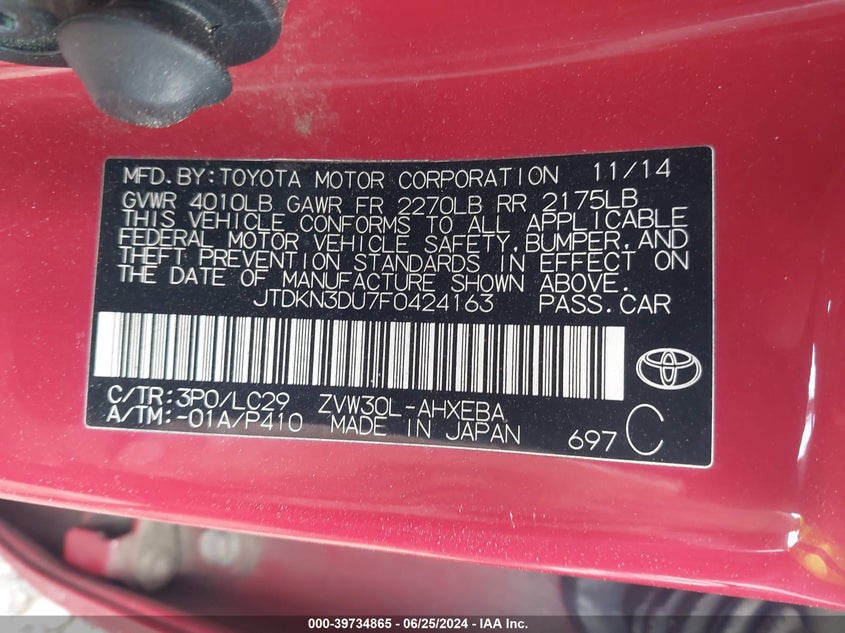 MFD.BY:TOYOTA MOTOR CORPORATION 11/14
GVWR 4010LB GAWR FR 2270LB RR 2175LB
THIS VEHICLE CONFORMS TO ALL APPLICABLE
FEDERAL MOTOR VEHICLE SAFETY,BUMPER,AND
THEFT PREVENTION STANDARDS IN EFFECT ON
THE DATE OF MANUFACTURE SHOWN ABOVE.
JTDKN3DU7F0424163 PASS.CAR
C/TR:3P0/LC29 ZVW30L-AHXEBA
A/TM:-01A/P410 MADE IN JAPAN 697 C
000-39734865 / 06/25/2024 / IAA Inc.